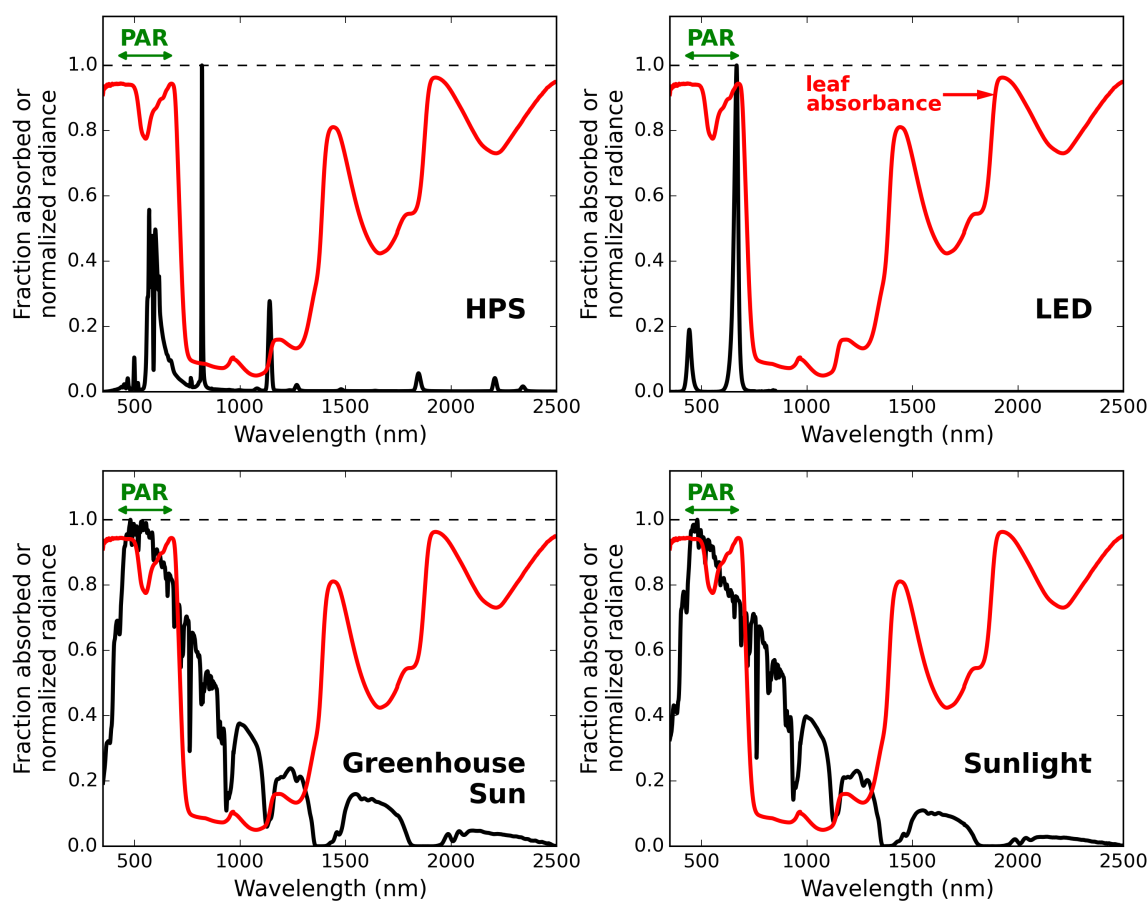 PAR
1.0
0.8
0.6
0.4
0.2
0.0
Fraction absorbed or
normalized radiance
HPS
500
1000
1500
2000
2500
Wavelength (nm)
PAR
1.0
0.8
0.6
0.4
0.2
0.0
Fraction absorbed or
normalized radiance
leaf
absorbance
LED
500
1000
1500
2000
2500
Wavelength (nm)
PAR
1.0
0.8
0.6
0.4
0.2
0.0
Fraction absorbed or
normalized radiance
Greenhouse
Sun
500
1000
1500
2000
2500
Wavelength (nm)
PAR
1.0
0.8
0.6
0.4
0.2
0.0
Fraction absorbed or
normalized radiance
Sunlight
500
1000
1500
2000
2500
Wavelength (nm)